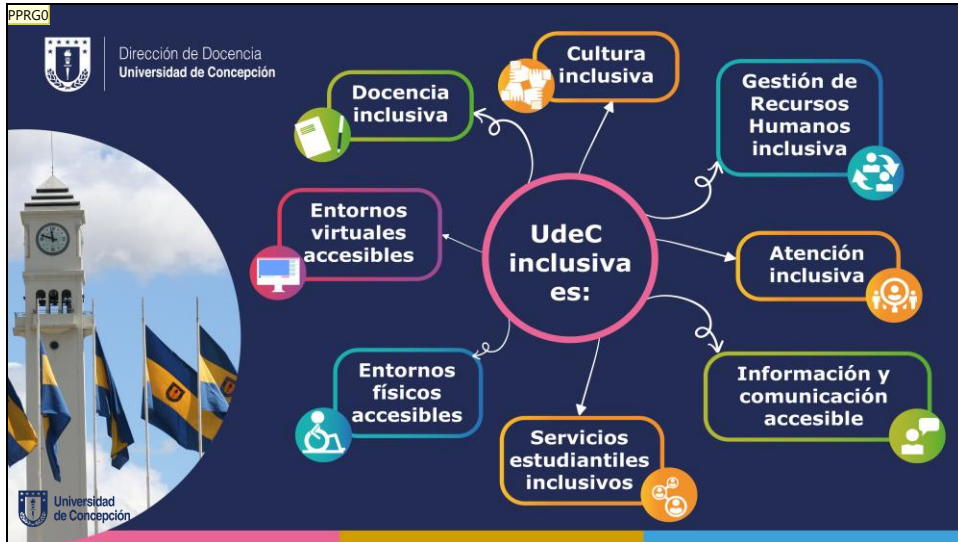 PPRG0
Dirección de Docencia
Universidad de Concepción
Cultura
inclusiva
Docencia
inclusiva
Gestión de
Recursos
Humanos
inclusiva
Entornos
virtuales
accesibles
UdeC
inclusiva
es:
Atención
inclusiva
Entornos
físicos
accesibles
Información y
comunicación
accesible
Servicios
estudiantiles
inclusivos
Universidad
de Concepción